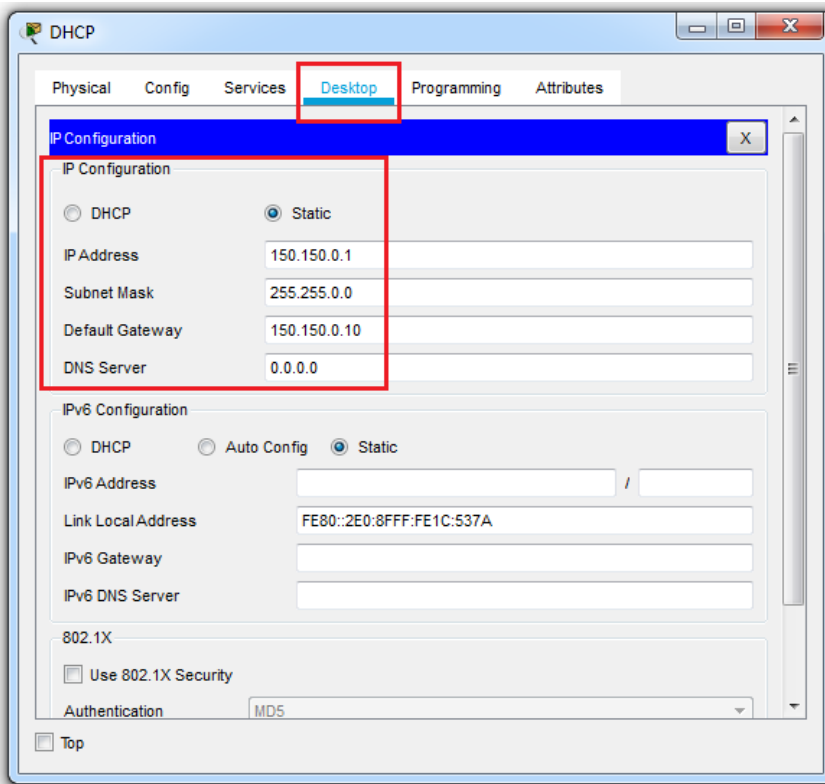 DHCP
Physical Config Services Desktop Programming Attributes
IP Configuration X
IP Configuration
DHCP Static
IP Address 150.150.0.1
Subnet Mask 255.255.0.0
Default Gateway 150.150.0.10
DNS Server 0.0.0.0
IPv6 Configuration
DHCP Auto Config Static
IPv6 Address /
Link Local Address FE80::2E0:8FFF:FE1C:537A
IPv6 Gateway
IPv6 DNS Server
802.1X
Use 802.1X Security
Authentication MD5
Top